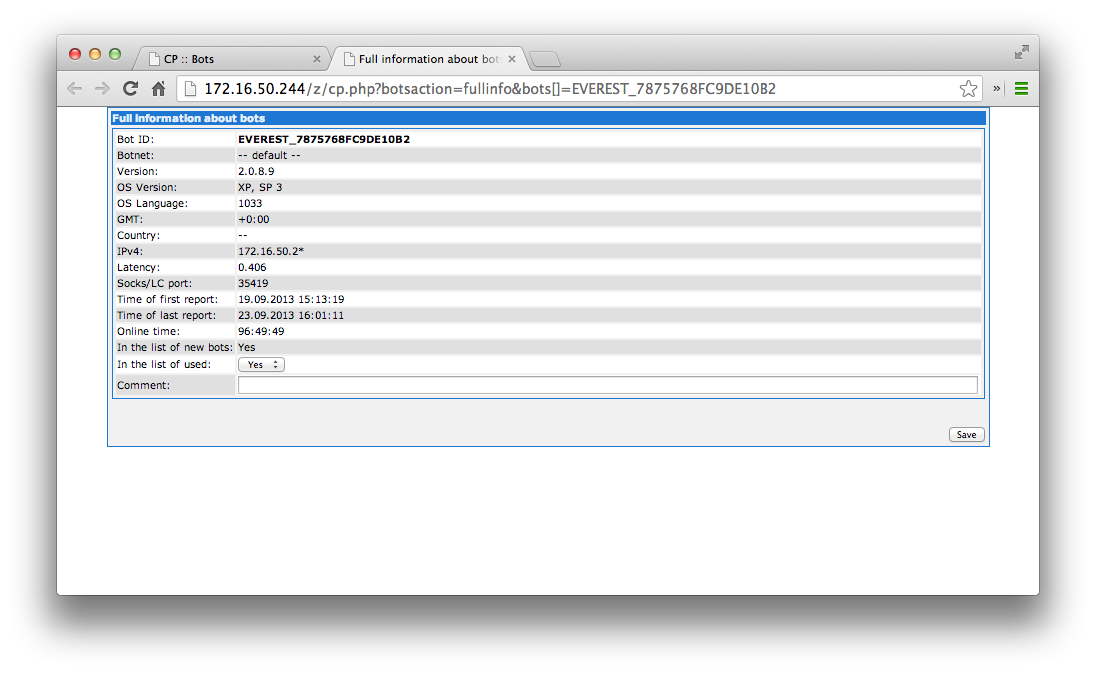 CP :: Bots
Full information about bot
172.16.50.244/z/cp.php?botsaction=fullinfo&bots[]=EVEREST_7875768FC9DE10B2 »
Full information about bots
Bot ID: EVEREST_7875768FC9DE10B2
Botnet: -- default --
Version: 2.0.8.9
OS Version: XP, SP 3
OS Language: 1033
GMT: +0:00
Country: --
IPv4: 172.16.50.2*
Latency: 0.406
Socks/LC port: 35419
Time of first report: 19.09.2013 15:13:19
Time of last report: 23.09.2013 16:01:11
Online time: 96:49:49
In the list of new bots: Yes
In the list of used: Yes
Comment:
Save